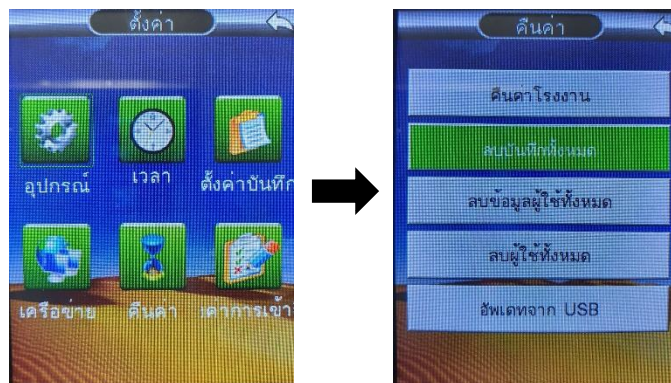 ตั้งค่า
อุปกรณ์
เวลา
ตั้งค่าบันทึก
เครือข่าย
คืนค่า
คืนค่า
คืนค่าโรงงาน
ลบบันทึกทั้งหมด
ลบข้อมูลผู้ใช้ทั้งหมด
ลบผู้ใช้ทั้งหมด
อัพเดทจาก USB